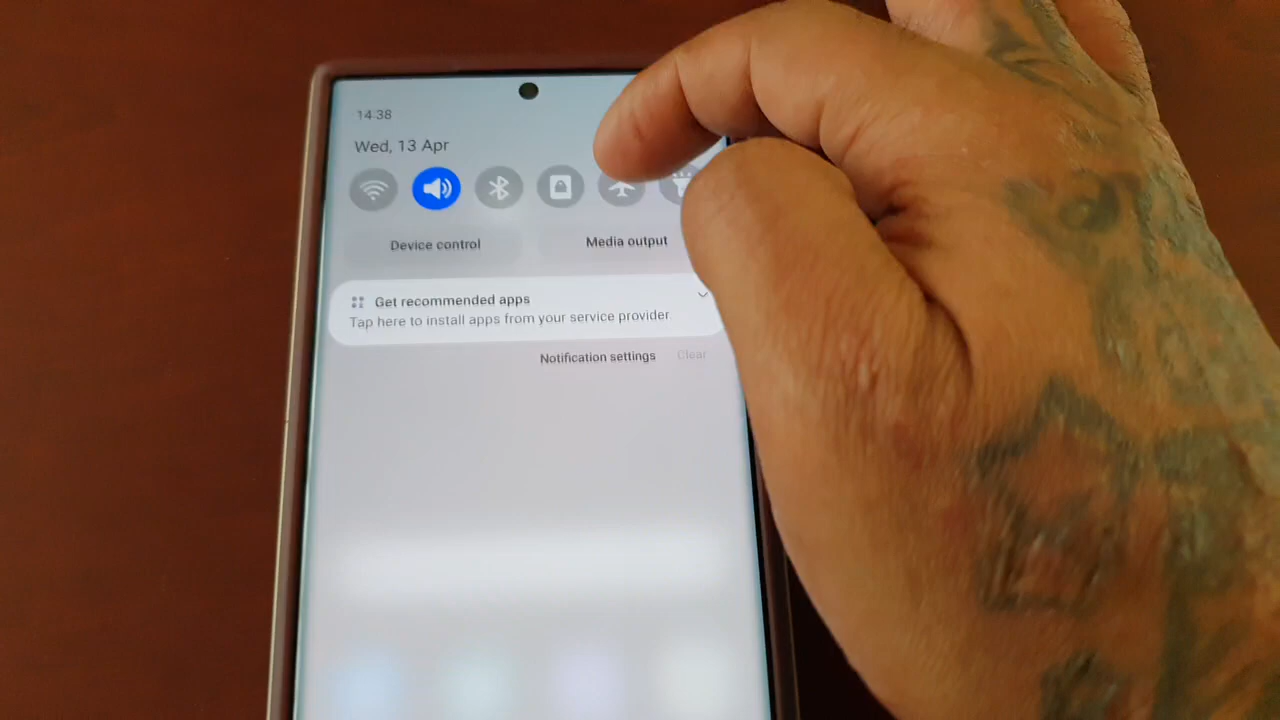 14:38
Wed, 13 Apr
Device control
Media output
Get recommended apps
Tap here to install apps from your service provider
Notification settings
Clear